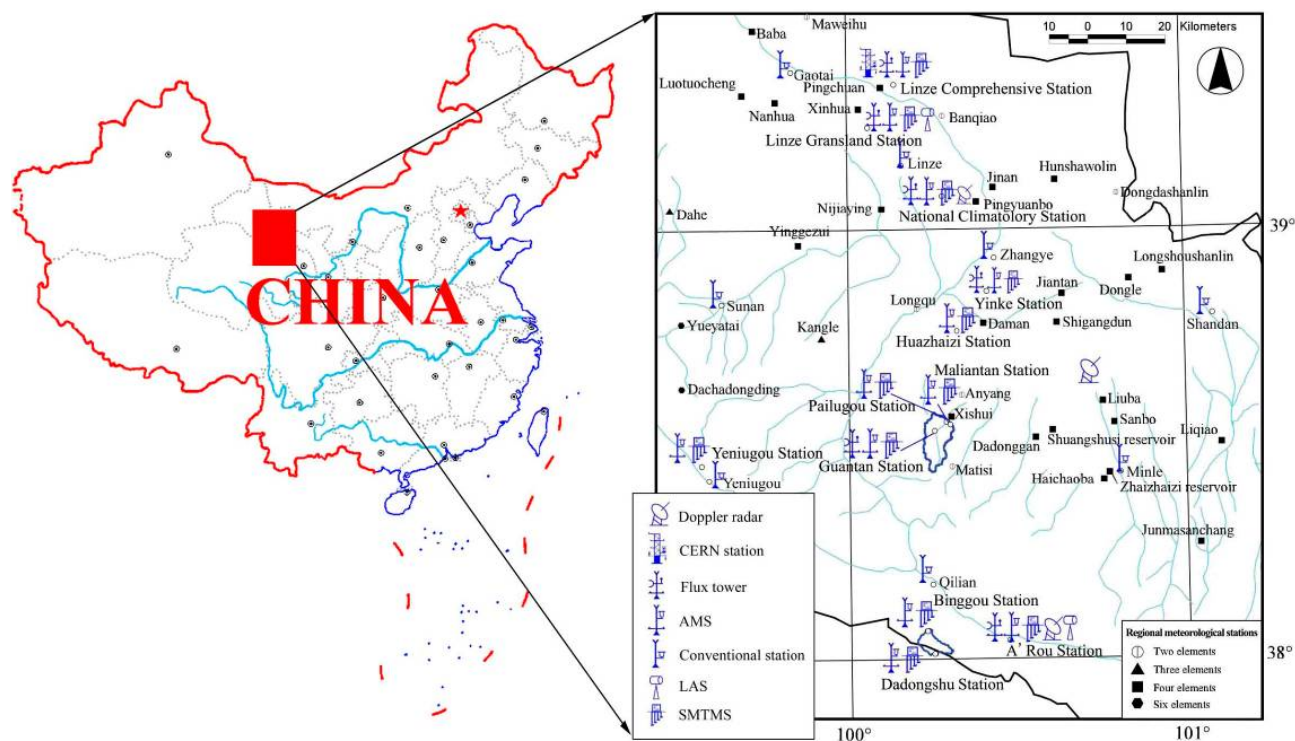 CHINA
10 0 10 20 Kilometers
Maweihu
Baba
Gaotai
Luotuocheng
Pingchuan
Linze Comprehensive Station
Nanhua
Xinhua
Banqiao
Linze Gransland Station
Linze
Jinan
Hunshawolin
Dongdashanlin
Pingyuanbo
Dahe
Nijiaying
National Climatolory Station
39°
Yinggezui
Zhangye
Longshoushanlin
Jiantan
Dongle
Sunan
Longqu
Yinke Station
Shandan
Yueyatai
Kangle
Daman
Shigangdun
Huazhaizi Station
Maliantan Station
Dachadongding
Anyang
Liuba
Pailugou Station
Xishui
Sanbo
Liqiao
Dadonggan
Shuangshusi reservoir
Yeniugou Station
Guantan Station
Matisi
Minle
Haichaoba
Zhaizhaizi reservoir
Yeniugou
Junmasanchang
Doppler radar
CERN station
Flux tower
AMS
Conventional station
LAS
SMTMS
Qilian
Binggou Station
A' Rou Station
38°
Dadongshu Station
Regional meteorological stations
Two elements
Three elements
Four elements
Six elements
100°
101°